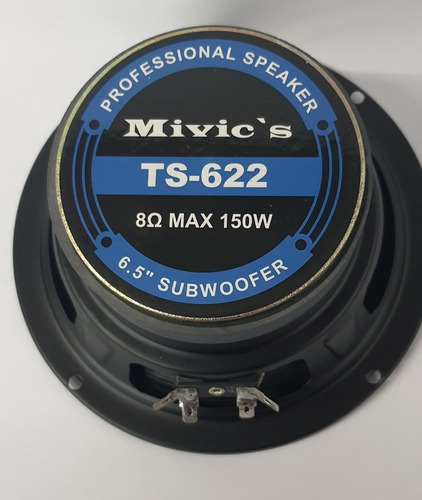 PROFESSIONAL SPEAKER
Mivic`s
TS-622
8Ω MAX 150W
6.5" SUBWOOFER